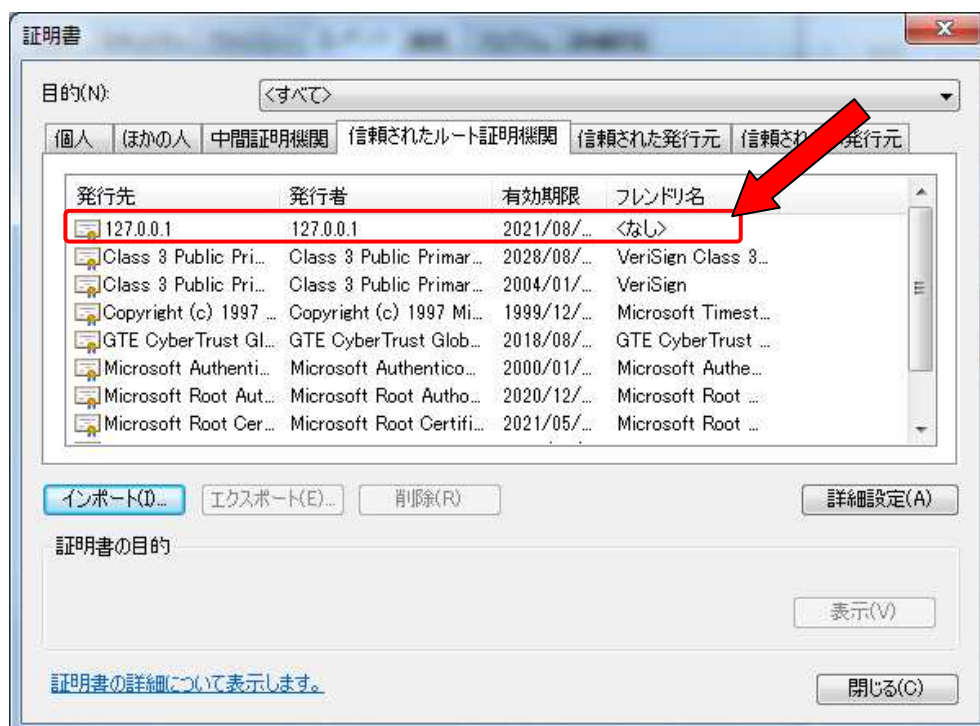 証明書
目的(N): <すべて>
個人 ほかの人 中間証明機関 信頼されたルート証明機関 信頼された発行元 信頼され 発行元
発行先 発行者 有効期限 フレンドリ名
127.0.0.1 127.0.0.1 2021/08/... <なし>
Class 3 Public Pri... Class 3 Public Primar... 2028/08/... VeriSign Class 3...
Class 3 Public Pri... Class 3 Public Primar... 2004/01/... VeriSign
Copyright (c) 1997 ... Copyright (c) 1997 Mi... 1999/12/... Microsoft Timest...
GTE CyberTrust Gl... GTE CyberTrust Glob... 2018/08/... GTE CyberTrust ...
Microsoft Authenti... Microsoft Authentico... 2000/01/... Microsoft Authe...
Microsoft Root Aut... Microsoft Root Autho... 2020/12/... Microsoft Root ...
Microsoft Root Cer... Microsoft Root Certifi... 2021/05/... Microsoft Root ...
インポート(I)... エクスポート(E)... 削除(R) 詳細設定(A)
証明書の目的
表示(V)
証明書の詳細について表示します。
閉じる(C)